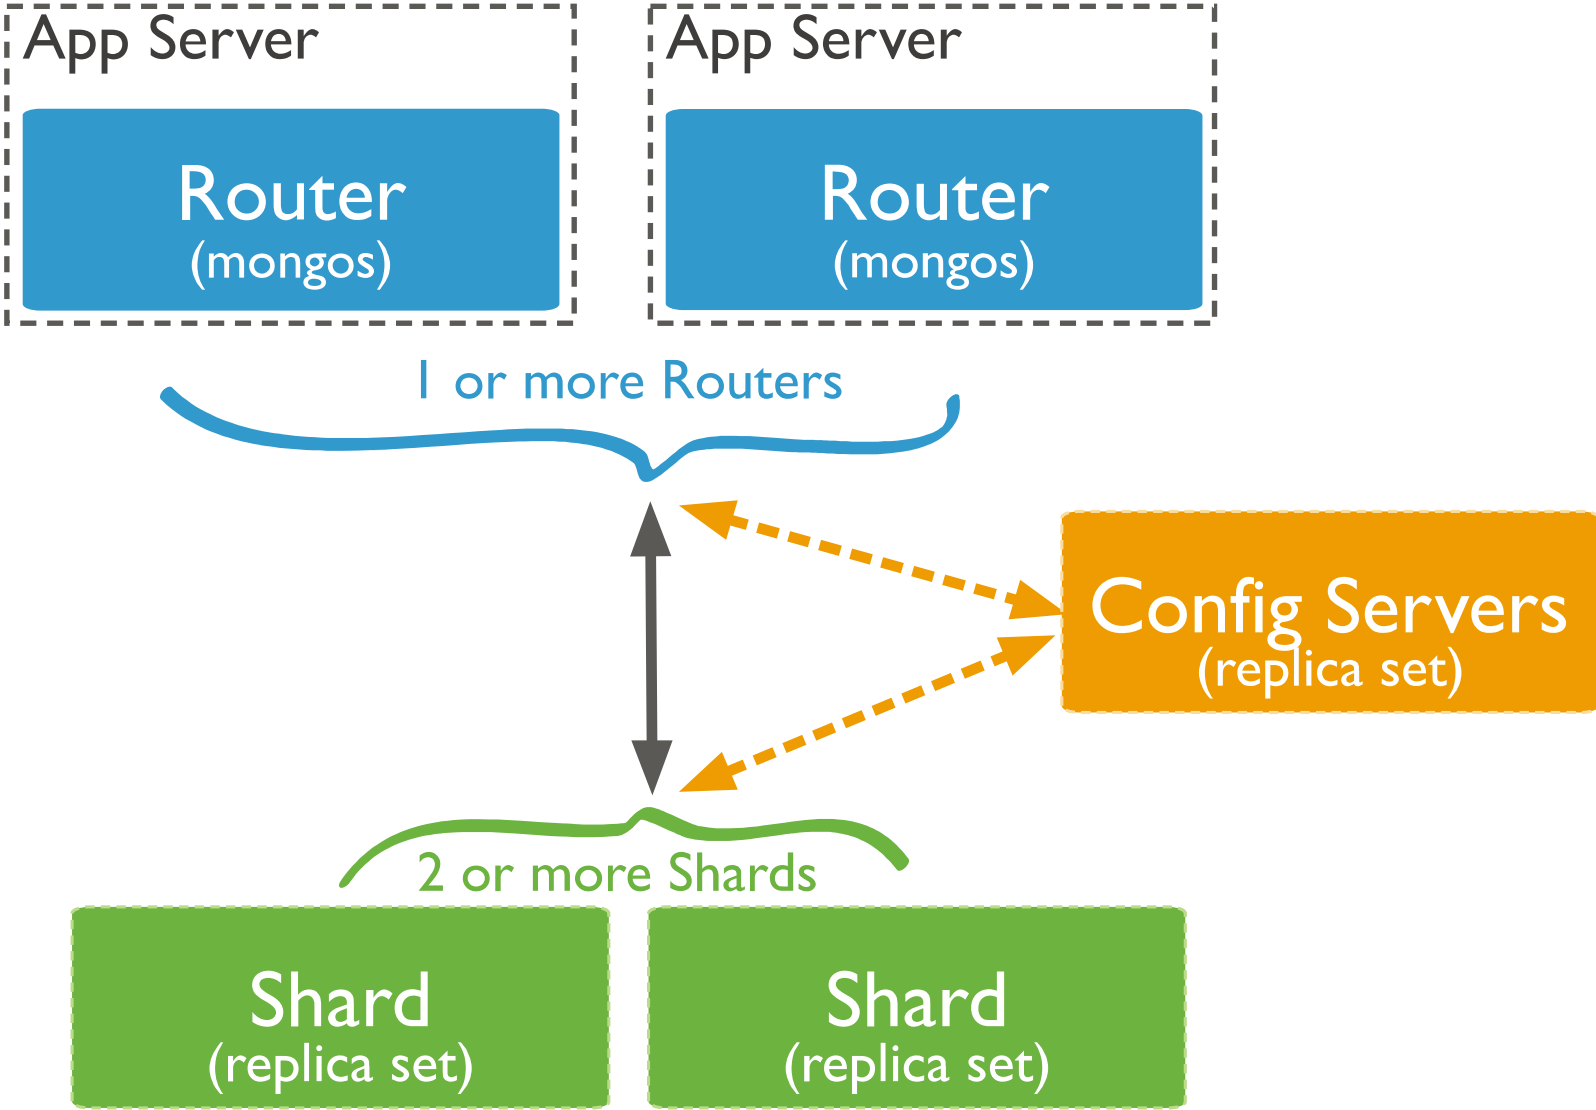 App Server
App Server
Router
(mongos)
Router
(mongos)
1 or more Routers
Config Servers
(replica set)
2 or more Shards
Shard
(replica set)
Shard
(replica set)